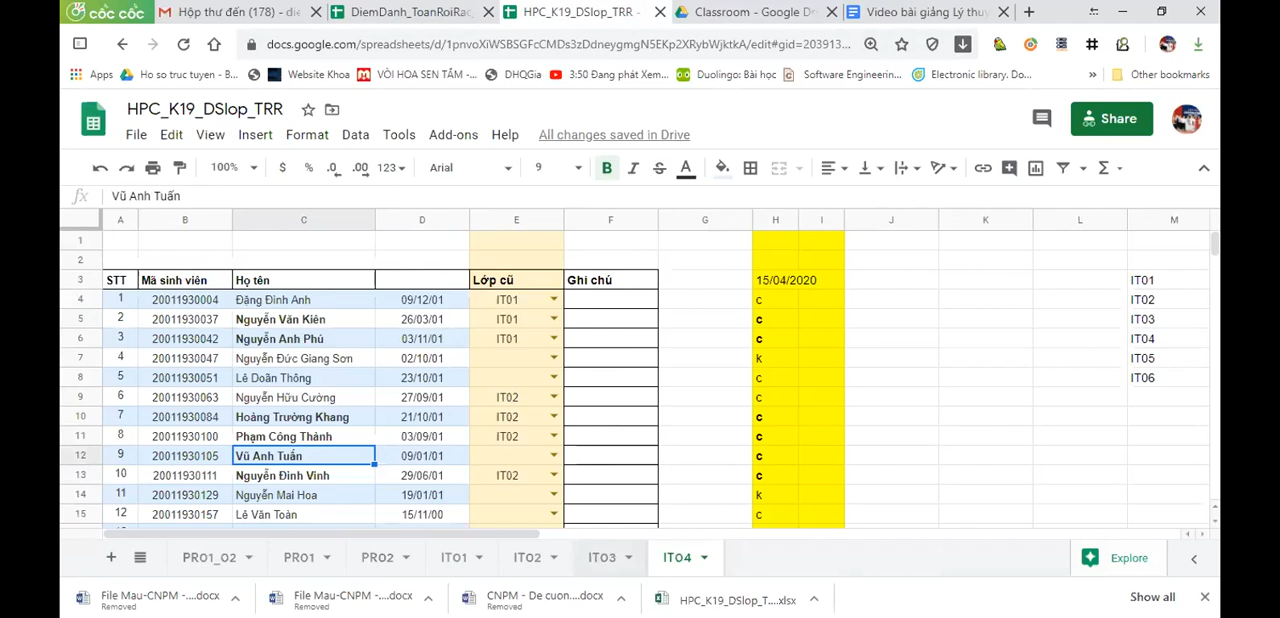 cốc cốc Hộp thư đến (178) - die DiemDanh_ToanRoiRac HPC_K19_DSlop_TRR - Classroom - Google D Video bài giảng Lý thuy
docs.google.com/spreadsheets/d/1pnvoXiWSBSGFcCMDs3zDdneygmgN5EKp2XRybWjktkA/edit#gid=203913...
Apps Ho so truc tuyen - B... Website Khoa VÒI HOA SEN TẮM -... DHQGia 3:50 Đang phát Xem... Duolingo: Bài học Software Engineerin... Electronic library. Do... » Other bookmarks
HPC_K19_DSlop_TRR
File Edit View Insert Format Data Tools Add-ons Help All changes saved in Drive
Share
100% $ % .0 .00 123 Arial 9 B I S A
fx Vũ Anh Tuấn
A B C D E F G H I J K L M
1
2
3 STT Mã sinh viên Họ tên Lớp cũ Ghi chú 15/04/2020 IT01
4 1 20011930004 Đặng Đình Anh 09/12/01 IT01 c IT02
5 2 20011930037 Nguyễn Văn Kiên 26/03/01 IT01 c IT03
6 3 20011930042 Nguyễn Anh Phú 03/11/01 IT01 c IT04
7 4 20011930047 Nguyễn Đức Giang Sơn 02/10/01 k IT05
8 5 20011930051 Lê Doãn Thông 23/10/01 c IT06
9 6 20011930063 Nguyễn Hữu Cường 27/09/01 IT02 c
10 7 20011930084 Hoàng Trường Khang 21/10/01 IT02 c
11 8 20011930100 Phạm Công Thành 03/09/01 IT02 c
12 9 20011930105 Vũ Anh Tuấn 09/01/01 c
13 10 20011930111 Nguyễn Đình Vinh 29/06/01 IT02 c
14 11 20011930129 Nguyễn Mai Hoa 19/01/01 k
15 12 20011930157 Lê Văn Toàn 15/11/00 c
PR01_02 PR01 PR02 IT01 IT02 IT03 IT04 Explore
File Mau-CNPM -....docx File Mau-CNPM -....docx CNPM - De cuon....docx HPC_K19_DSlop_T....xlsx Show all
Removed Removed Removed